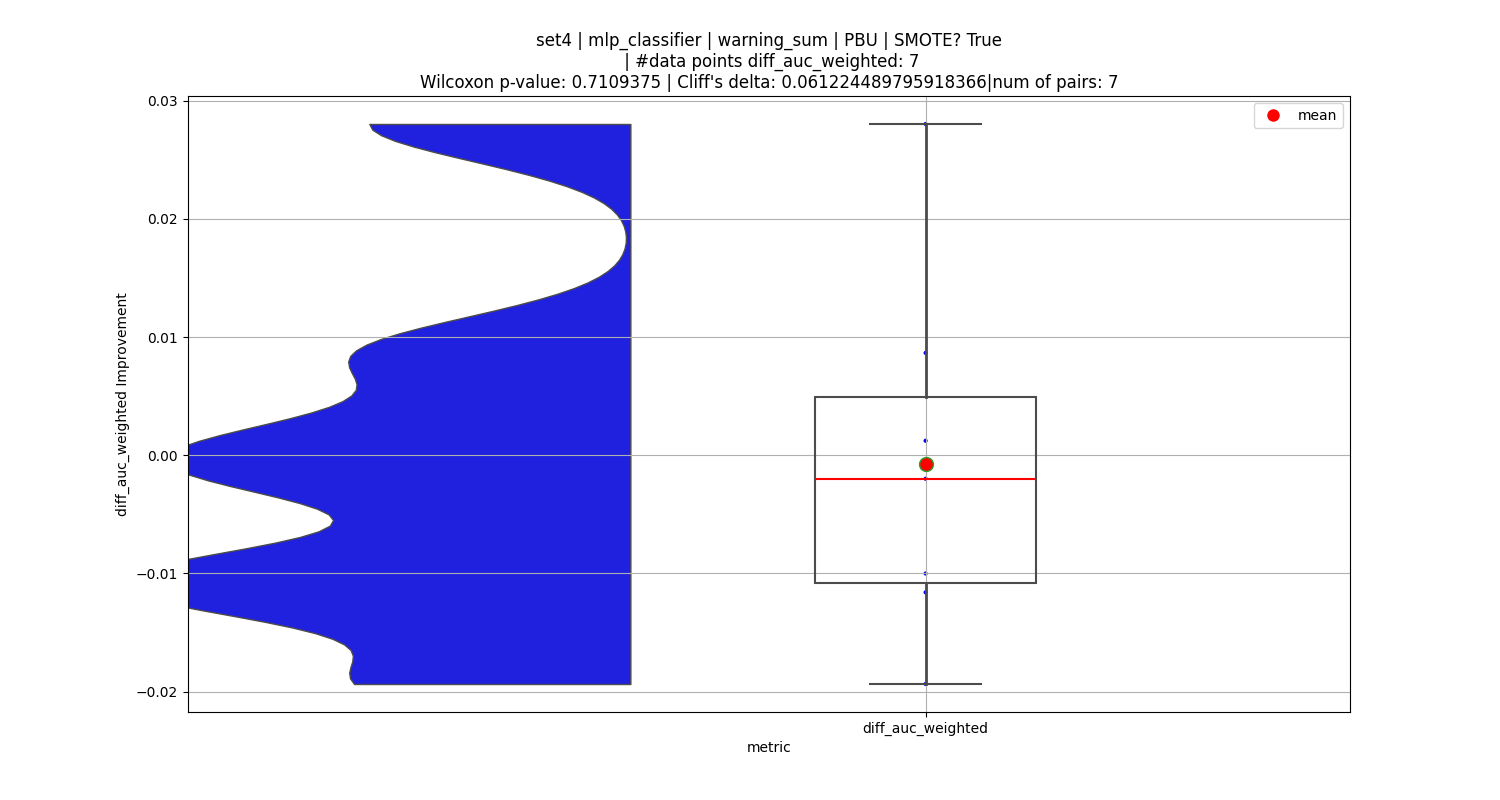 set4 | mlp_classifier | warning_sum | PBU | SMOTE? True
| #data points diff_auc_weighted: 7
Wilcoxon p-value: 0.7109375 | Cliff's delta: 0.061224489795918366|num of pairs: 7
mean
0.03
0.02
0.01
0.00
−0.01
−0.02
diff_auc_weighted Improvement
diff_auc_weighted
metric